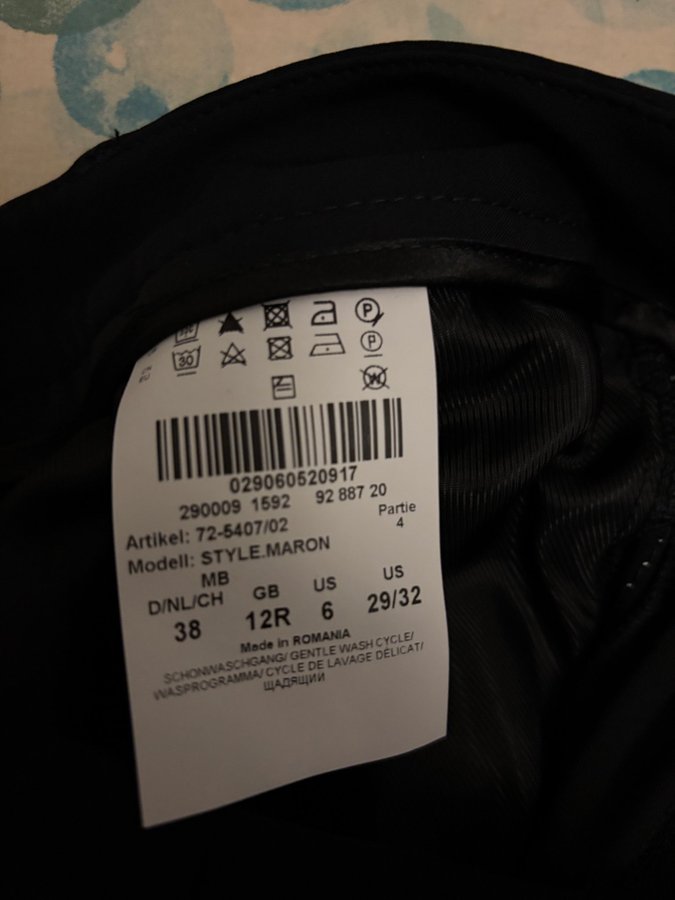 P
30 P
W
029060520917
290009 1592 92 887 20
Artikel: 72-5407/02 Partie
Modell: STYLE.MARON 4
MB
D/NL/CH GB US US
38 12R 6 29/32
Made in ROMANIA
SCHONWASCHGANG/ GENTLE WASH CYCLE/
WASPROGRAMMA/ CYCLE DE LAVAGE DÉLICAT/
ЩАДЯЩИЙ